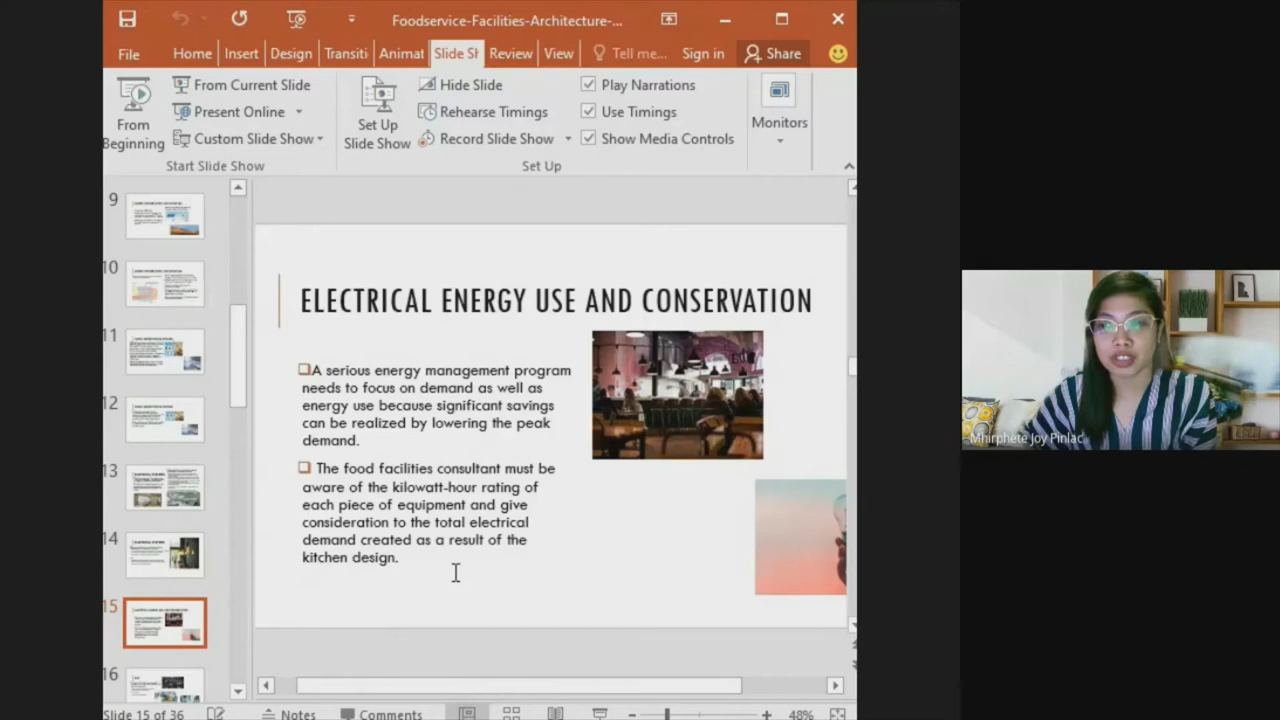 Foodservice-Facilities-Architecture-...
File Home Insert Design Transiti Animat Slide Sh Review View Tell me... Sign in Share
From Beginning
From Current Slide
Present Online
Custom Slide Show
Start Slide Show
Set Up Slide Show
Hide Slide
Rehearse Timings
Record Slide Show
Play Narrations
Use Timings
Show Media Controls
Set Up
Monitors
9
10
11
12
13
14
15
16
ELECTRICAL ENERGY USE AND CONSERVATION
A serious energy management program
needs to focus on demand as well as
energy use because significant savings
can be realized by lowering the peak
demand.
The food facilities consultant must be
aware of the kilowatt-hour rating of
each piece of equipment and give
consideration to the total electrical
demand created as a result of the
kitchen design.
Mhirphete Joy Pinlac
Slide 15 of 36 Notes Comments 48%